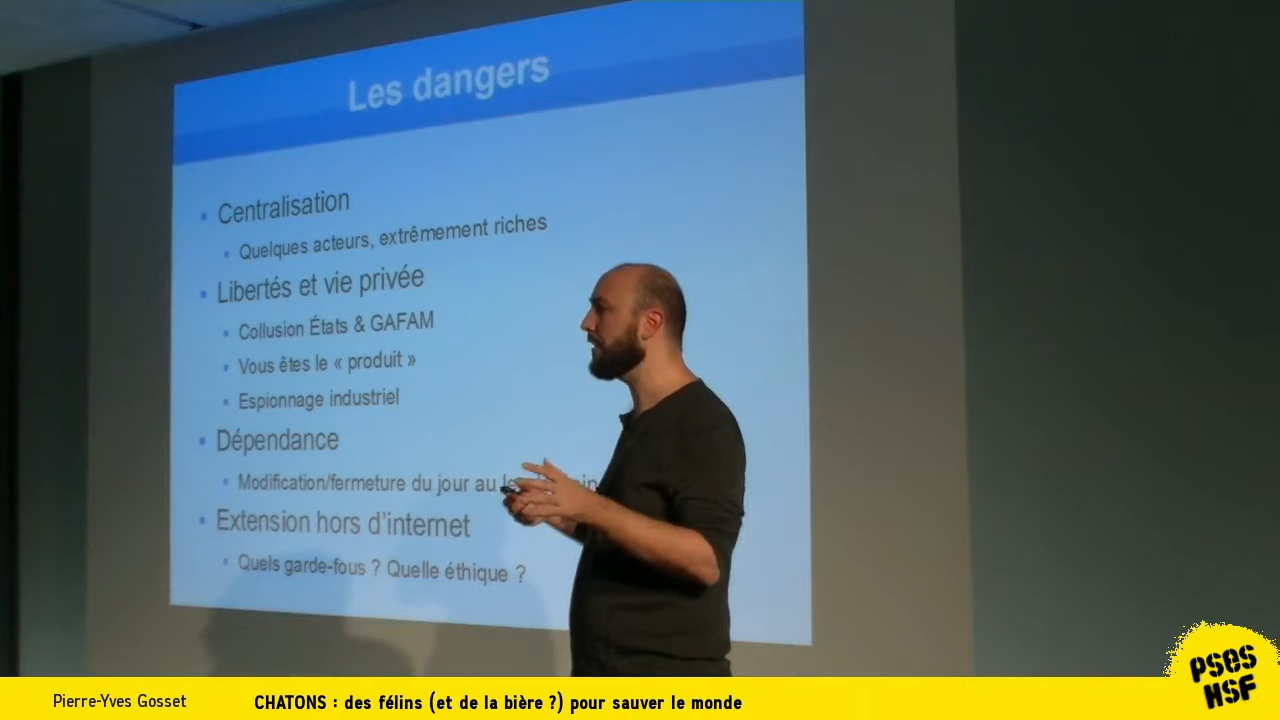 Les dangers
Centralisation
Quelques acteurs, extrêmement riches
Libertés et vie privée
Collusion États & GAFAM
Vous êtes le « produit »
Espionnage industriel
Dépendance
Modification/fermeture du jour au
Extension hors d'internet
Quels garde-fous ? Quelle éthique ?
PSES
HSF
Pierre-Yves Gosset CHATONS : des félins (et de la bière ?) pour sauver le monde